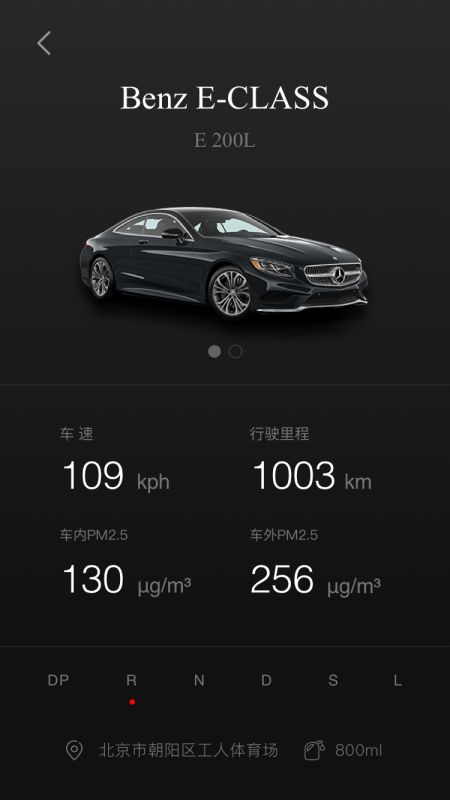 Benz E-CLASS
E 200L
车 速
行驶里程
109 kph
1003 km
车内PM2.5
车外PM2.5
130 µg/m³
256 µg/m³
DP R N D S L
北京市朝阳区工人体育场 800ml